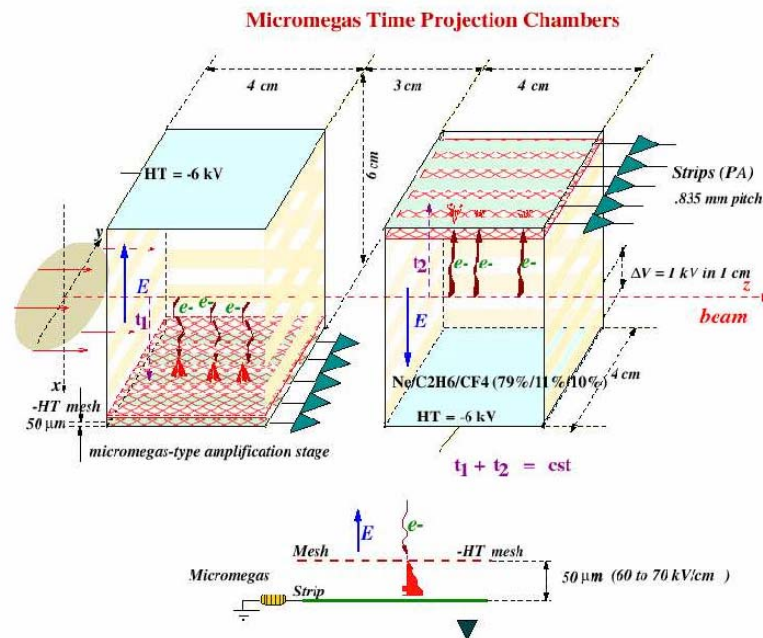 Micromegas Time Projection Chambers
4 cm
3 cm
4 cm
HT = -6 kV
6 cm
Strips (PA)
.835 mm pitch
y
E
t1
e- e- e-
t2
e- e- e-
E
ΔV = 1 kV in 1 cm
z
beam
x
-HT mesh
50 μm
Ne/C2H6/CF4 (79%/11%/10%)
HT = -6 kV
4 cm
micromegas-type amplification stage
t1 + t2 = cst
E
e-
Mesh
-HT mesh
Micromegas
50 μm (60 to 70 kV/cm )
Strip